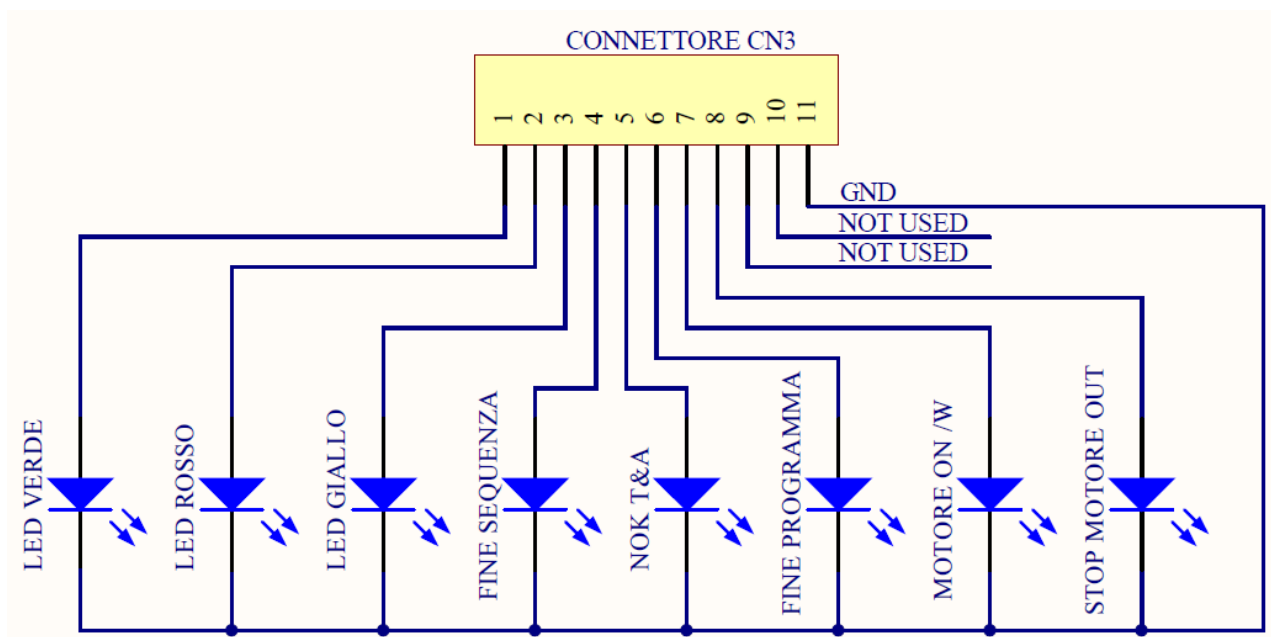 CONNETTORE CN3
1 2 3 4 5 6 7 8 9 10 11
GND
NOT USED
NOT USED
LED VERDE
LED ROSSO
LED GIALLO
FINE SEQUENZA
NOK T&A
FINE PROGRAMMA
MOTORE ON /W
STOP MOTORE OUT